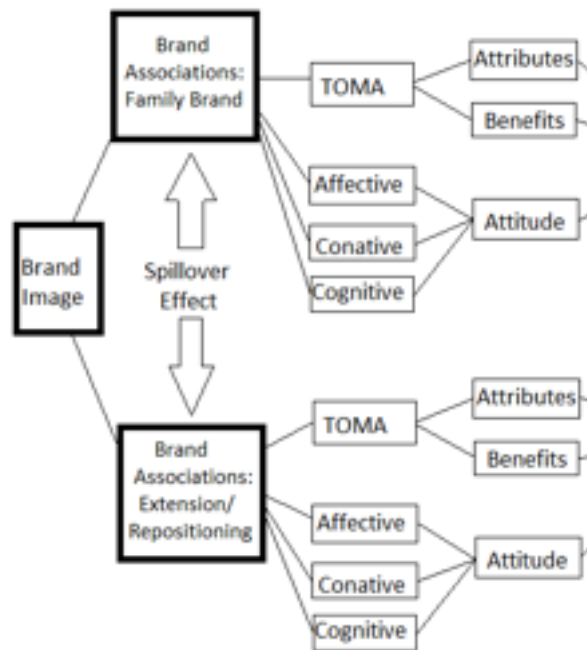 Brand
Associations:
Family Brand
TOMA
Attributes
Benefits
Affective
Conative
Cognitive
Attitude
Brand
Image
Spillover
Effect
Brand
Associations:
Extension/
Repositioning
TOMA
Attributes
Benefits
Affective
Conative
Cognitive
Attitude